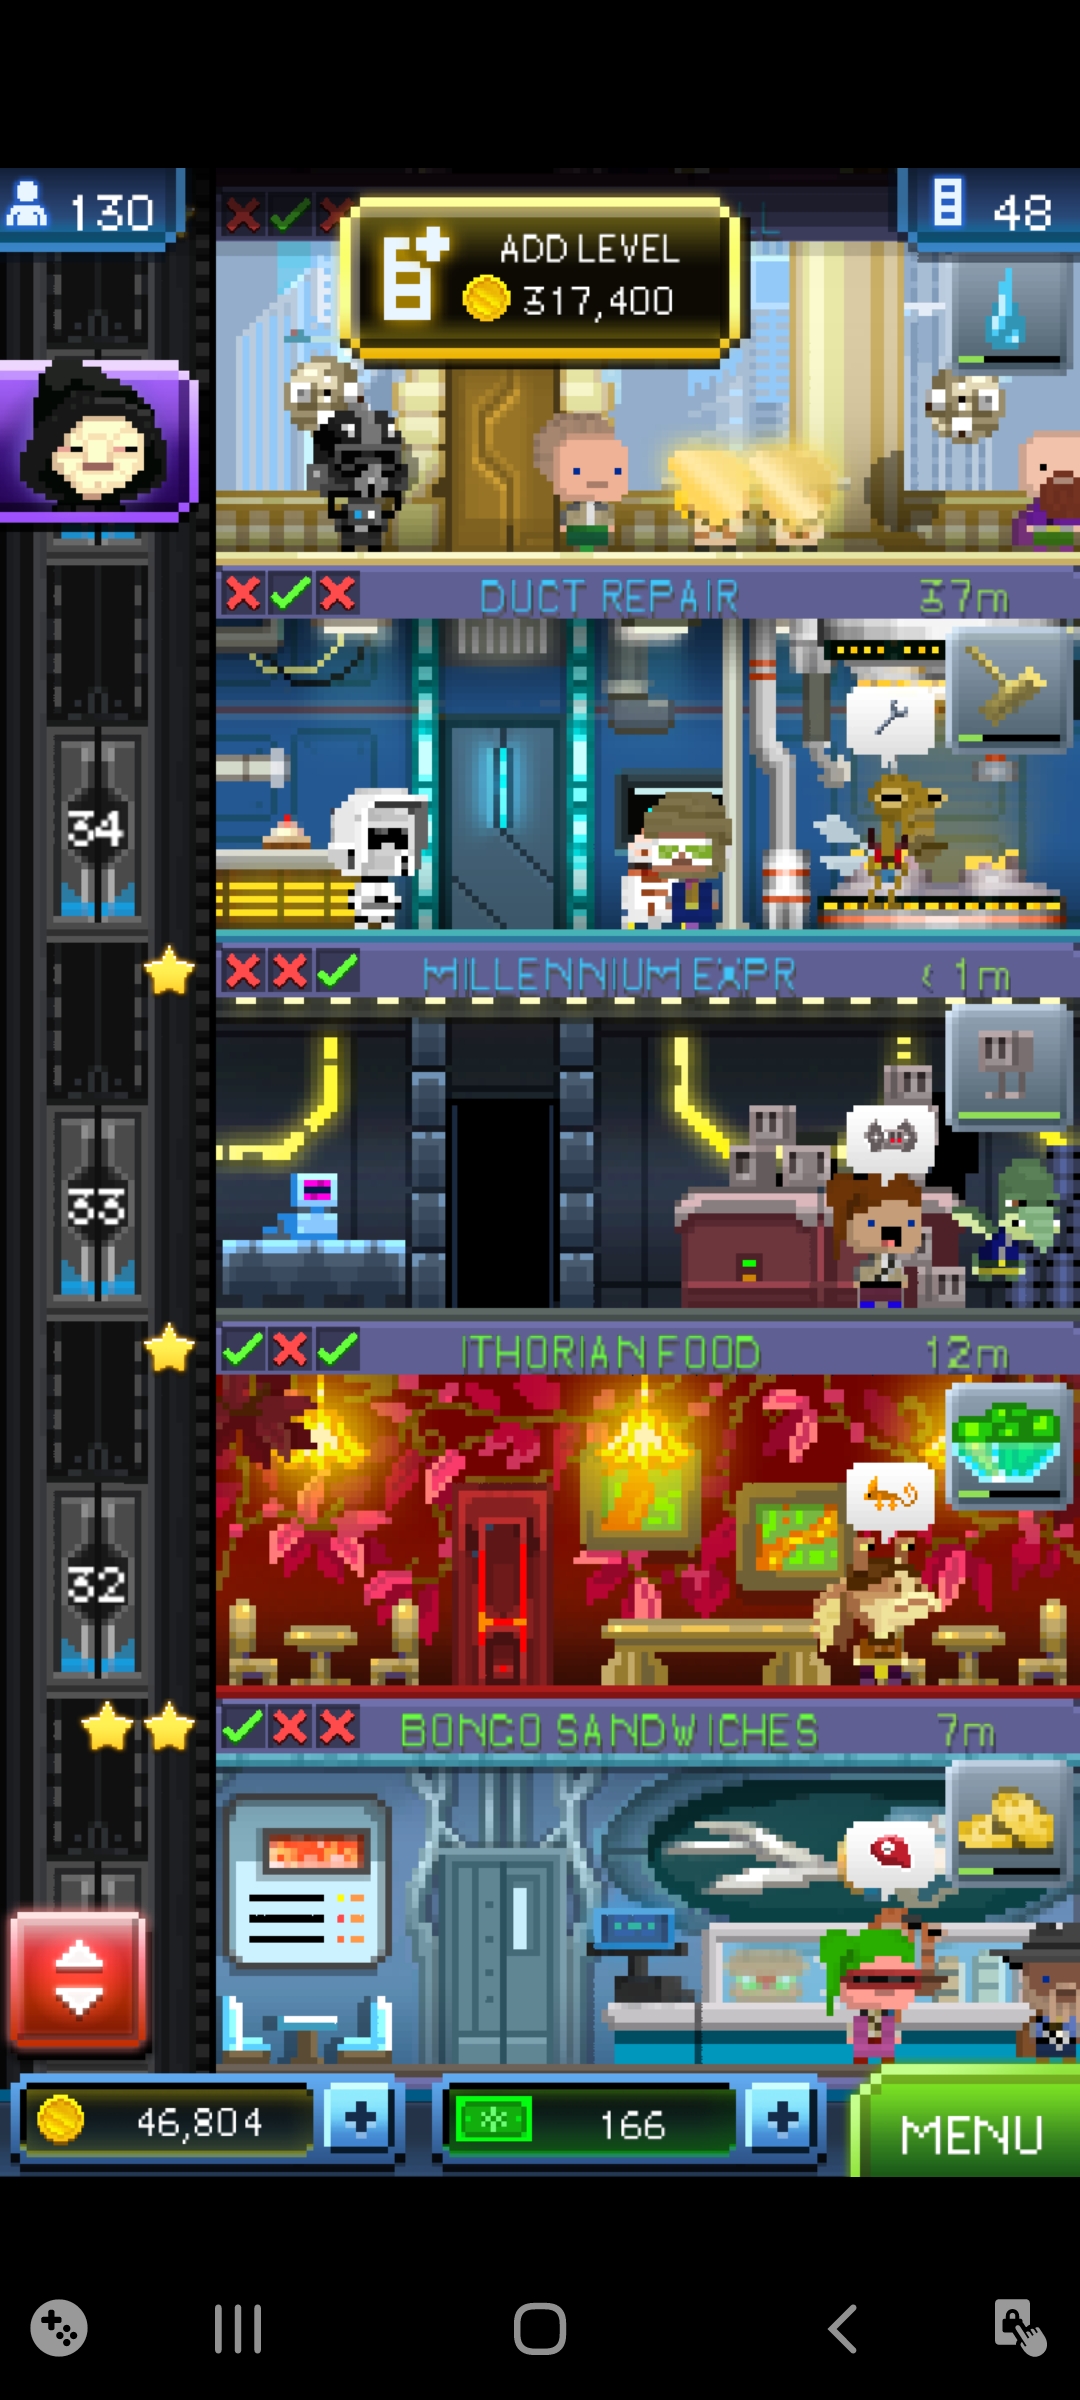 130
ADD LEVEL
317,400
48
DUCT REPAIR
37m
34
MILLENNIUM EXPR
< 1m
33
ITHORIAN FOOD
12m
32
BONGO SANDWICHES
7m
46,804
166
MENU